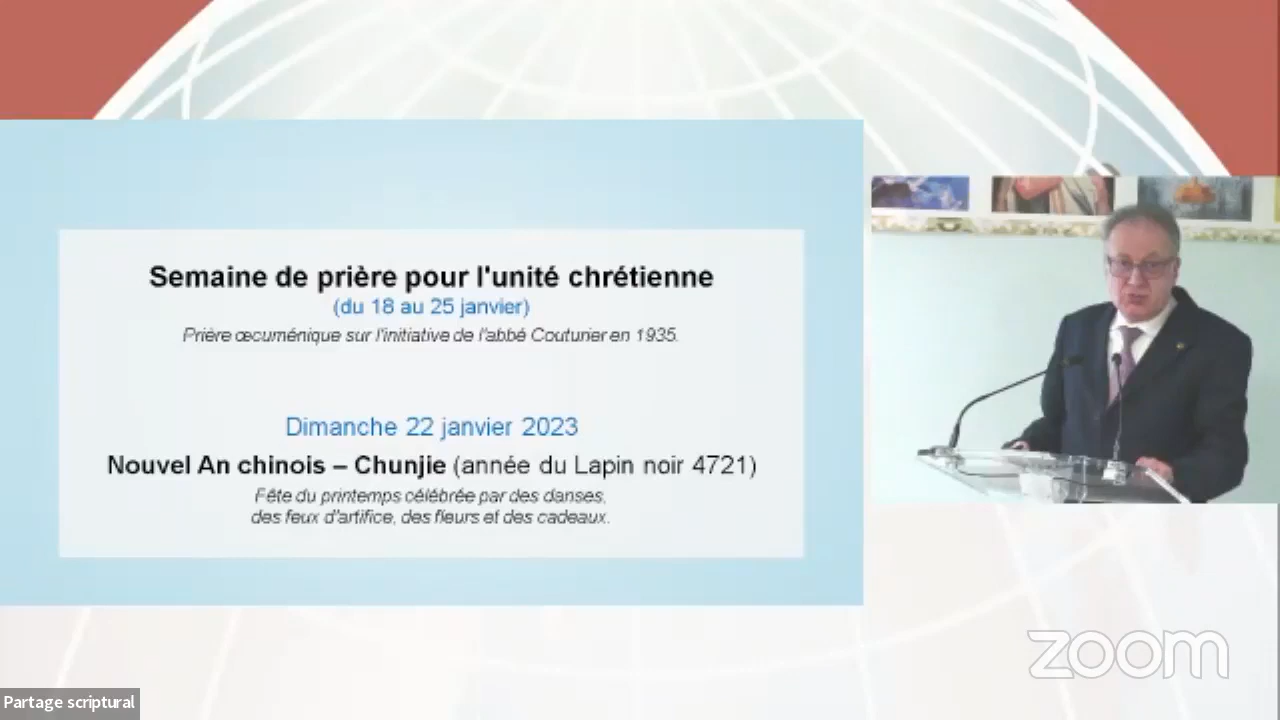 Semaine de prière pour l'unité chrétienne
(du 18 au 25 janvier)
Prière œcuménique sur l'initiative de l'abbé Couturier en 1935.
Dimanche 22 janvier 2023
Nouvel An chinois – Chunjie (année du Lapin noir 4721)
Fête du printemps célébrée par des danses,
des feux d'artifice, des fleurs et des cadeaux.
zoom
Partage scriptural